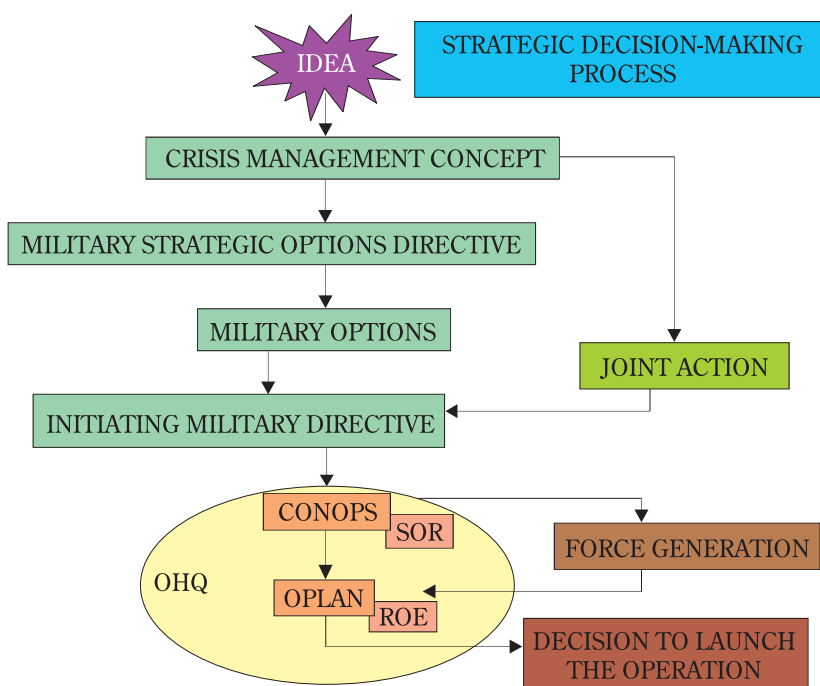 IDEA
STRATEGIC DECISION-MAKING
PROCESS
CRISIS MANAGEMENT CONCEPT
MILITARY STRATEGIC OPTIONS DIRECTIVE
MILITARY OPTIONS
JOINT ACTION
INITIATING MILITARY DIRECTIVE
CONOPS
SOR
FORCE GENERATION
OHQ
OPLAN
ROE
DECISION TO LAUNCH
THE OPERATION